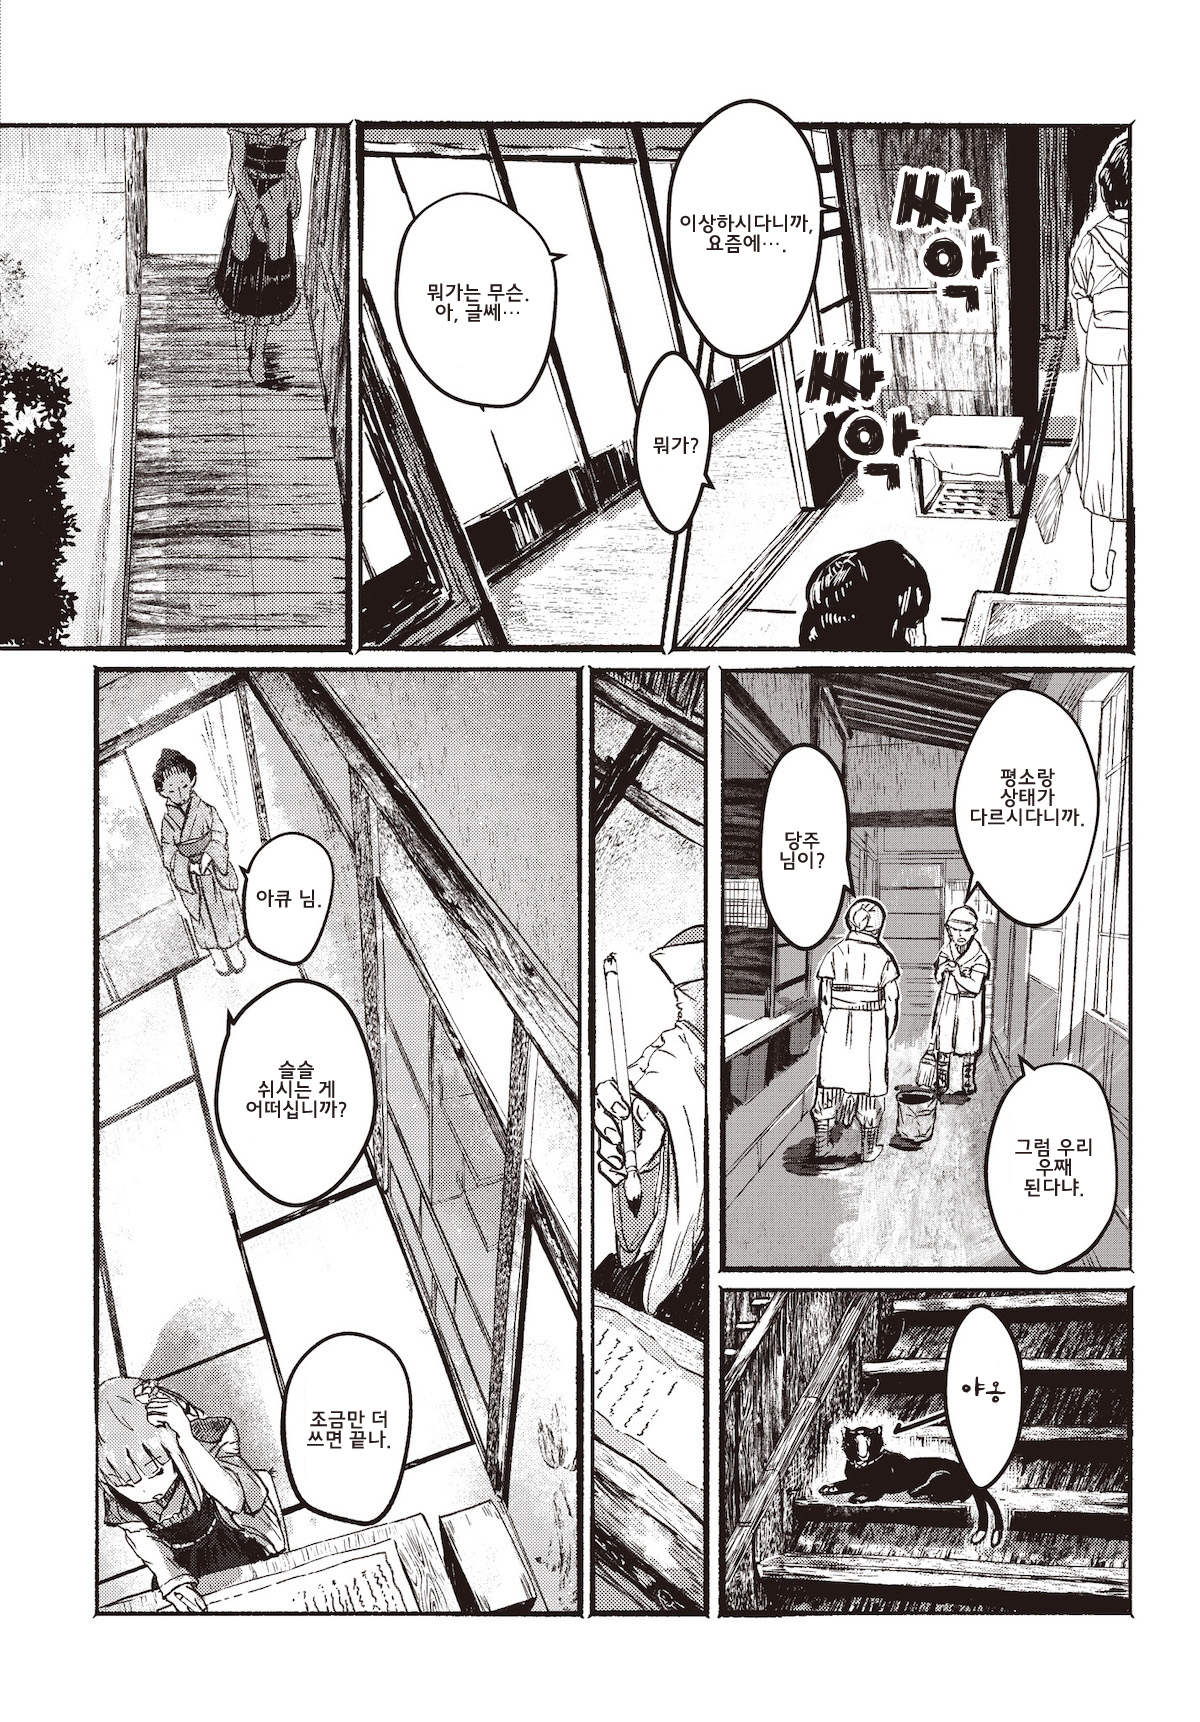 싸악
싸악
이상하시다니까,
요즘에….
뭐가?
뭐가는 무슨.
아, 글쎄…
평소랑
상태가
다르시다니까.
당주
님이?
그럼 우리
우째
된다냐.
야옹
아큐 님.
슬슬
쉬시는 게
어떠십니까?
조금만 더
쓰면 끝나.